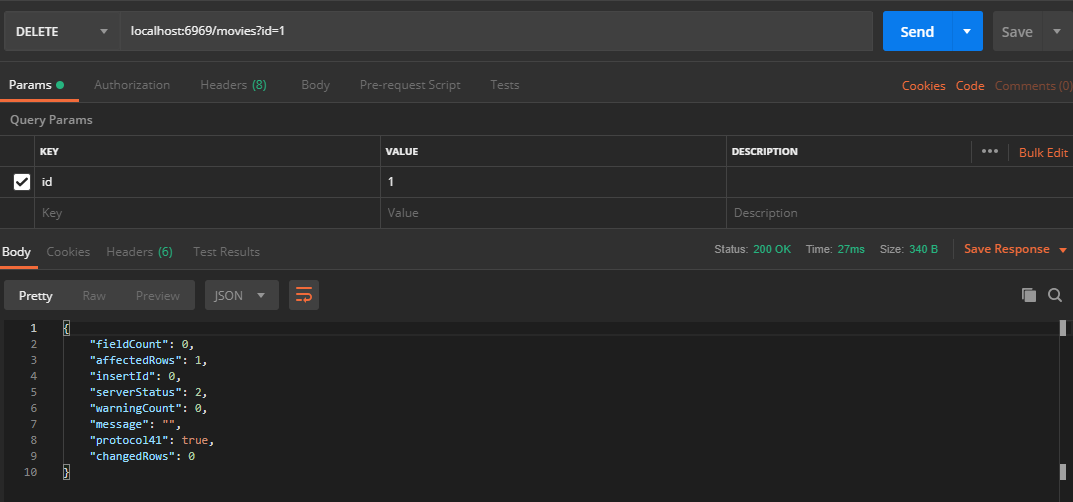 DELETE localhost:6969/movies?id=1 Send Save
Params Authorization Headers (8) Body Pre-request Script Tests Cookies Code Comments (0)
Query Params
KEY VALUE DESCRIPTION ••• Bulk Edit
id 1
Key Value Description
Body Cookies Headers (6) Test Results Status: 200 OK Time: 27ms Size: 340 B Save Response
Pretty Raw Preview JSON
1 {
2 "fieldCount": 0,
3 "affectedRows": 1,
4 "insertId": 0,
5 "serverStatus": 2,
6 "warningCount": 0,
7 "message": "",
8 "protocol41": true,
9 "changedRows": 0
10 }